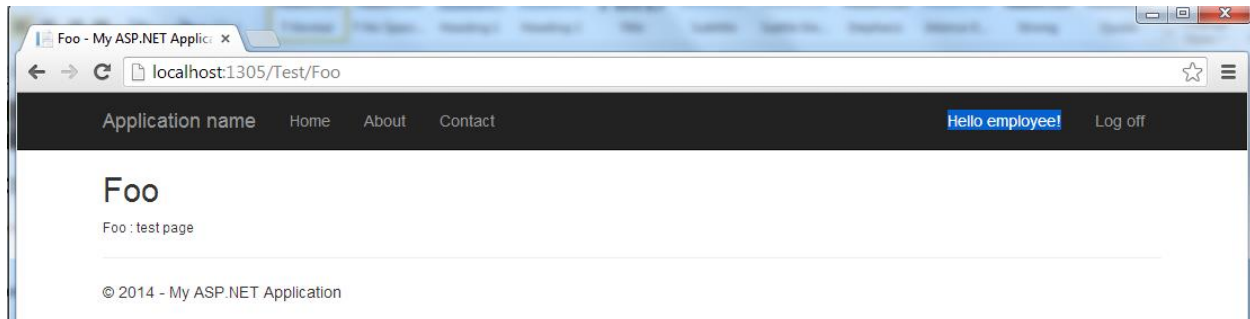 Foo - My ASP.NET Applica
localhost:1305/Test/Foo
Application name Home About Contact Hello employee! Log off
Foo
Foo : test page
© 2014 - My ASP.NET Application